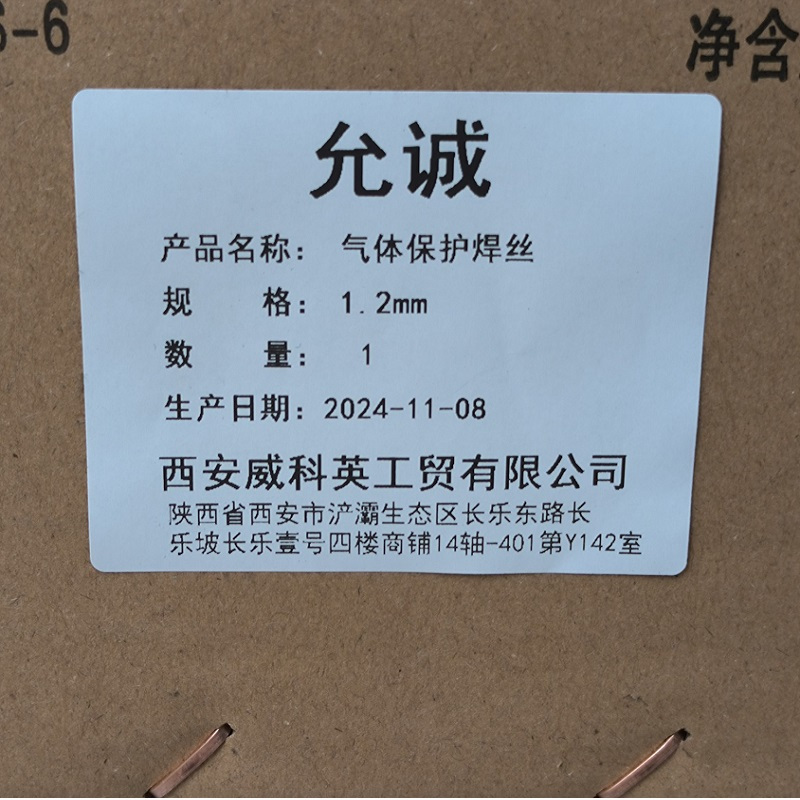 -6
净含
允诚
产品名称： 气体保护焊丝
规 格： 1.2mm
数 量： 1
生产日期：2024-11-08
西安威科英工贸有限公司
陕西省西安市浐灞生态区长乐东路长
乐坡长乐壹号四楼商铺14轴-401第Y142室